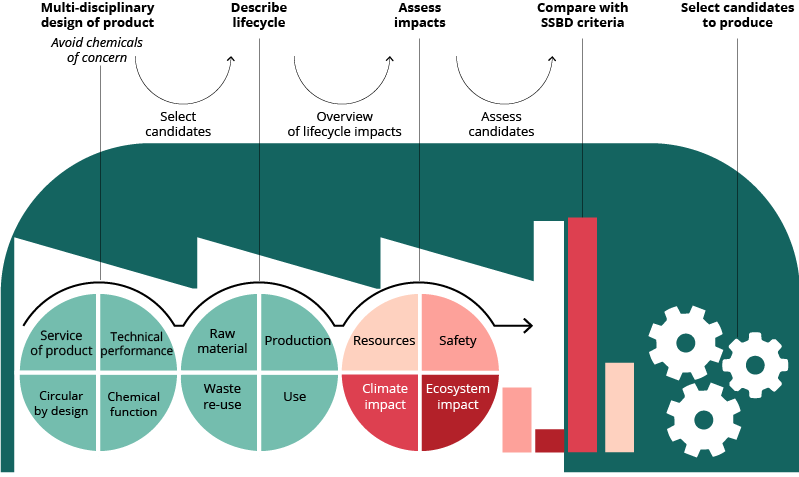 Multi-disciplinary
design of product
Avoid chemicals
of concern
Describe
lifecycle
Assess
impacts
Compare with
SSBD criteria
Select candidates
to produce
Select
candidates
Overview
of lifecycle impacts
Assess
candidates
Service
of product
Technical
performance
Circular
by design
Chemical
function
Raw
material
Production
Waste
re-use
Use
Resources
Safety
Climate
impact
Ecosystem
impact